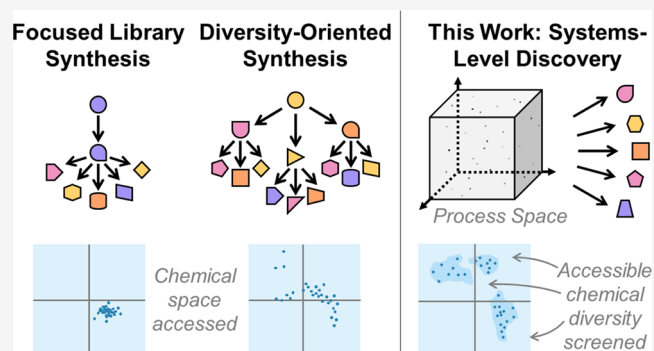 Focused Library
Synthesis
Diversity-Oriented
Synthesis
This Work: Systems-
Level Discovery
Process Space
Chemical
space
accessed
Accessible
chemical
diversity
screened